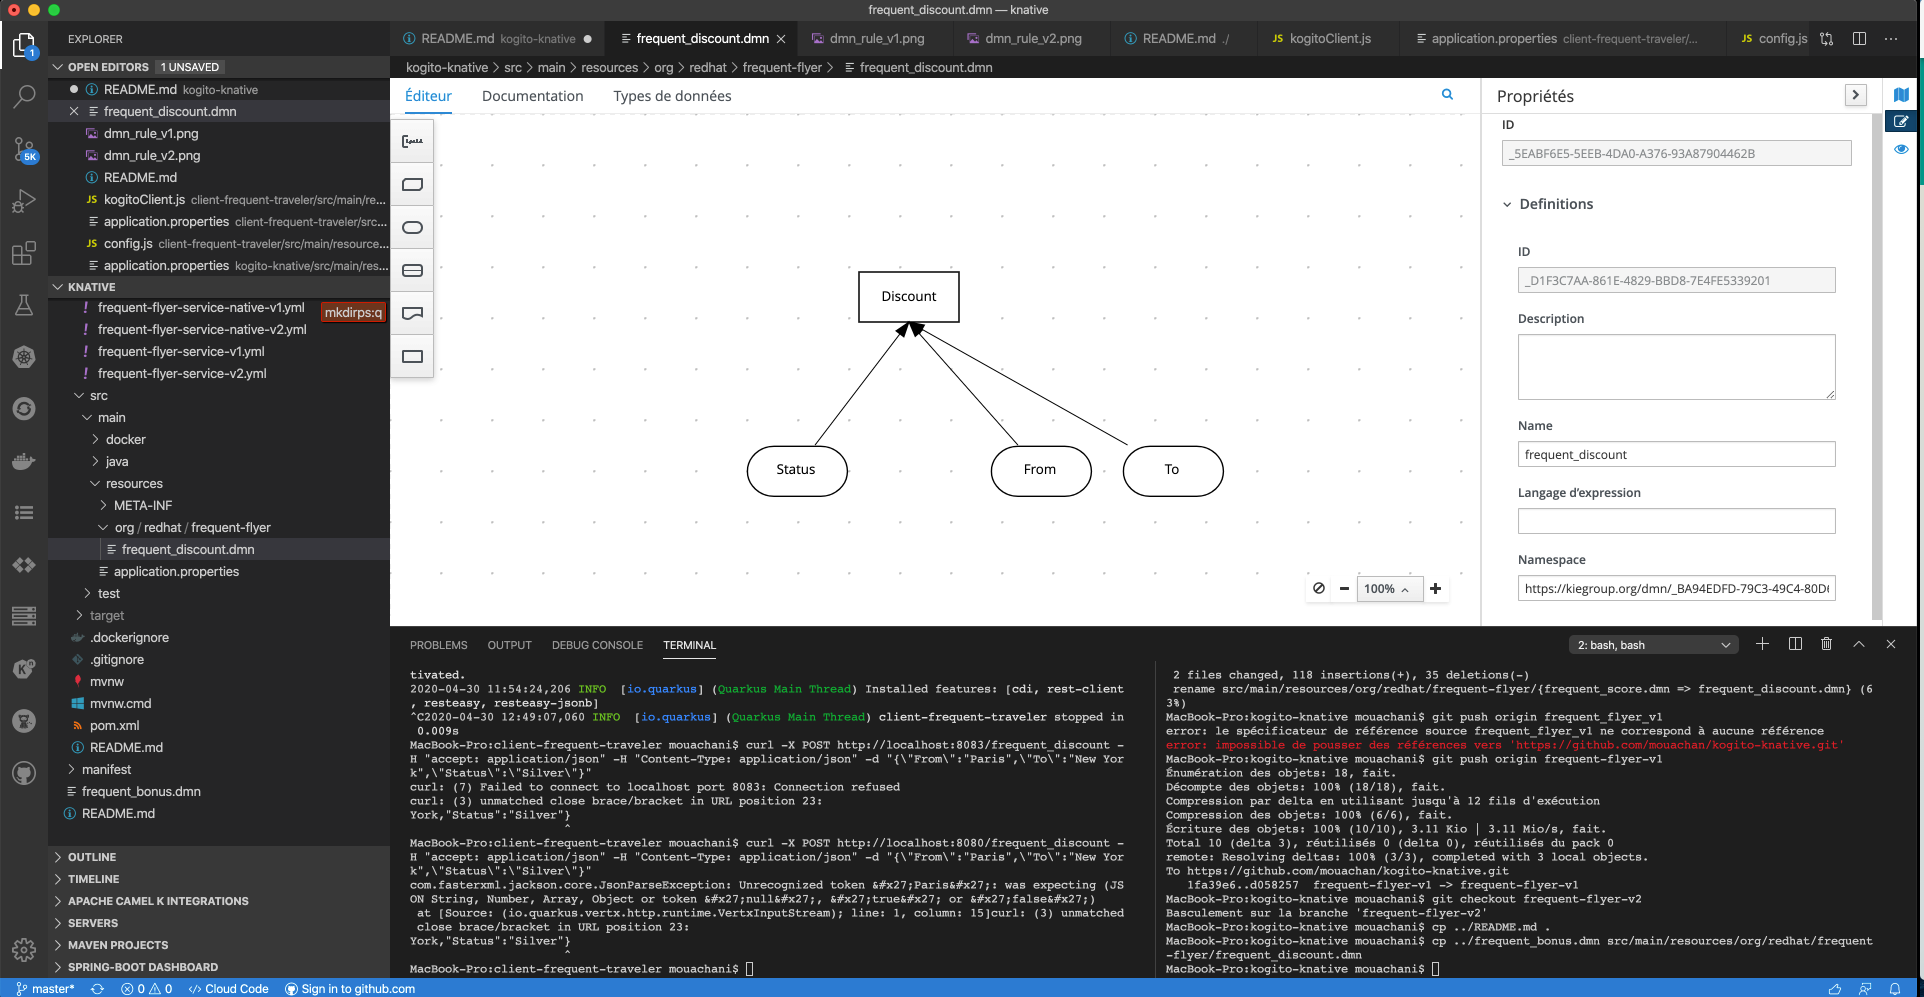 frequent_discount.dmn — knative
EXPLORER
OPEN EDITORS 1 UNSAVED
README.md kogito-knative
frequent_discount.dmn
dmn_rule_v1.png
dmn_rule_v2.png
README.md
JS kogitoClient.js client-frequent-traveler/src/main/re...
application.properties client-frequent-traveler/src...
JS config.js client-frequent-traveler/src/main/resource...
application.properties kogito-knative/src/main/res...
KNATIVE
frequent-flyer-service-native-v1.yml
mkdirps:q
frequent-flyer-service-native-v2.yml
frequent-flyer-service-v1.yml
frequent-flyer-service-v2.yml
src
main
docker
java
resources
META-INF
org / redhat / frequent-flyer
frequent_discount.dmn
application.properties
test
target
.dockerignore
.gitignore
mvnw
mvnw.cmd
pom.xml
README.md
manifest
frequent_bonus.dmn
README.md
OUTLINE
TIMELINE
APACHE CAMEL K INTEGRATIONS
SERVERS
MAVEN PROJECTS
SPRING-BOOT DASHBOARD
1
5K
README.md kogito-knative
frequent_discount.dmn
dmn_rule_v1.png
dmn_rule_v2.png
README.md ./
JS kogitoClient.js
application.properties client-frequent-traveler/...
JS config.js
kogito-knative > src > main > resources > org > redhat > frequent-flyer > frequent_discount.dmn
Éditeur Documentation Types de données
Discount
Status
From
To
100%
Propriétés
ID
_5EABF6E5-5EEB-4DA0-A376-93A87904462B
Definitions
ID
_D1F3C7AA-861E-4829-BBD8-7E4FE5339201
Description
Name
frequent_discount
Langage d'expression
Namespace
https://kiegroup.org/dmn/_BA94EDFD-79C3-49C4-80D6
PROBLEMS OUTPUT DEBUG CONSOLE TERMINAL
2: bash, bash
tivated.
2020-04-30 11:54:24,206 INFO [io.quarkus] (Quarkus Main Thread) Installed features: [cdi, rest-client
, resteasy, resteasy-jsonb]
^C2020-04-30 12:49:07,060 INFO [io.quarkus] (Quarkus Main Thread) client-frequent-traveler stopped in
0.009s
MacBook-Pro:client-frequent-traveler mouachani$ curl -X POST http://localhost:8083/frequent_discount -
H "accept: application/json" -H "Content-Type: application/json" -d "{\"From\":"Paris",\"To\":"New Yor
k",\"Status\":\"Silver\"}"
curl: (7) Failed to connect to localhost port 8083: Connection refused
curl: (3) unmatched close brace/bracket in URL position 23:
York,"Status":"Silver"}
^
MacBook-Pro:client-frequent-traveler mouachani$ curl -X POST http://localhost:8080/frequent_discount -
H "accept: application/json" -H "Content-Type: application/json" -d "{\"From\":"Paris",\"To\":"New Yor
k",\"Status\":\"Silver\"}"
com.fasterxml.jackson.core.JsonParseException: Unrecognized token &#x27;Paris&#x27;: was expecting (JS
ON String, Number, Array, Object or token &#x27;null&#x27;, &#x27;true&#x27; or &#x27;false&#x27;)
at [Source: (io.quarkus.vertx.http.runtime.VertxInputStream); line: 1, column: 15]curl: (3) unmatched
close brace/bracket in URL position 23:
York,"Status":"Silver"}
^
MacBook-Pro:client-frequent-traveler mouachani$
2 files changed, 118 insertions(+), 35 deletions(-)
rename src/main/resources/org/redhat/frequent-flyer/{frequent_score.dmn => frequent_discount.dmn} (6
3%)
MacBook-Pro:kogito-knative mouachani$ git push origin frequent_flyer_v1
error: le spécificateur de référence source frequent_flyer_v1 ne correspond à aucune référence
error: impossible de pousser des références vers 'https://github.com/mouachan/kogito-knative.git'
MacBook-Pro:kogito-knative mouachani$ git push origin frequent-flyer-v1
Énumération des objets: 18, fait.
Décompte des objets: 100% (18/18), fait.
Compression par delta en utilisant jusqu'à 12 fils d'exécution
Compression des objets: 100% (6/6), fait.
Écriture des objets: 100% (10/10), 3.11 Kio | 3.11 Mio/s, fait.
Total 10 (delta 3), réutilisés 0 (delta 0), réutilisés du pack 0
remote: Resolving deltas: 100% (3/3), completed with 3 local objects.
To https://github.com/mouachan/kogito-knative.git
1fa39e6..d058257 frequent-flyer-v1 -> frequent-flyer-v1
MacBook-Pro:kogito-knative mouachani$ git checkout frequent-flyer-v2
Basculement sur la branche 'frequent-flyer-v2'
MacBook-Pro:kogito-knative mouachani$ cp ../README.md .
MacBook-Pro:kogito-knative mouachani$ cp ../frequent_bonus.dmn src/main/resources/org/redhat/frequent
-flyer/frequent_discount.dmn
MacBook-Pro:kogito-knative mouachani$
master* 0 0 Cloud Code Sign in to github.com